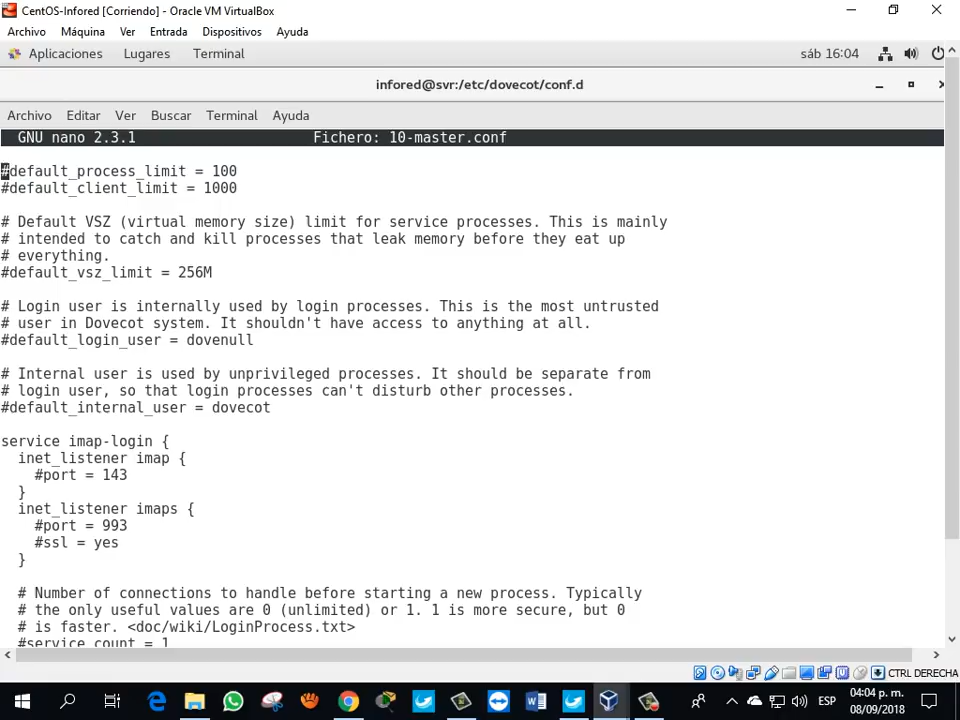 CentOS-Infored [Corriendo] - Oracle VM VirtualBox
Archivo Máquina Ver Entrada Dispositivos Ayuda
Aplicaciones Lugares Terminal sáb 16:04
infored@svr:/etc/dovecot/conf.d
Archivo Editar Ver Buscar Terminal Ayuda
GNU nano 2.3.1 Fichero: 10-master.conf
#default_process_limit = 100
#default_client_limit = 1000
# Default VSZ (virtual memory size) limit for service processes. This is mainly
# intended to catch and kill processes that leak memory before they eat up
# everything.
#default_vsz_limit = 256M
# Login user is internally used by login processes. This is the most untrusted
# user in Dovecot system. It shouldn't have access to anything at all.
#default_login_user = dovenull
# Internal user is used by unprivileged processes. It should be separate from
# login user, so that login processes can't disturb other processes.
#default_internal_user = dovecot
service imap-login {
inet_listener imap {
#port = 143
}
inet_listener imaps {
#port = 993
#ssl = yes
}
# Number of connections to handle before starting a new process. Typically
# the only useful values are 0 (unlimited) or 1. 1 is more secure, but 0
# is faster. <doc/wiki/LoginProcess.txt>
#service_count = 1
CTRL DERECHA
ESP
04:04 p. m.
08/09/2018